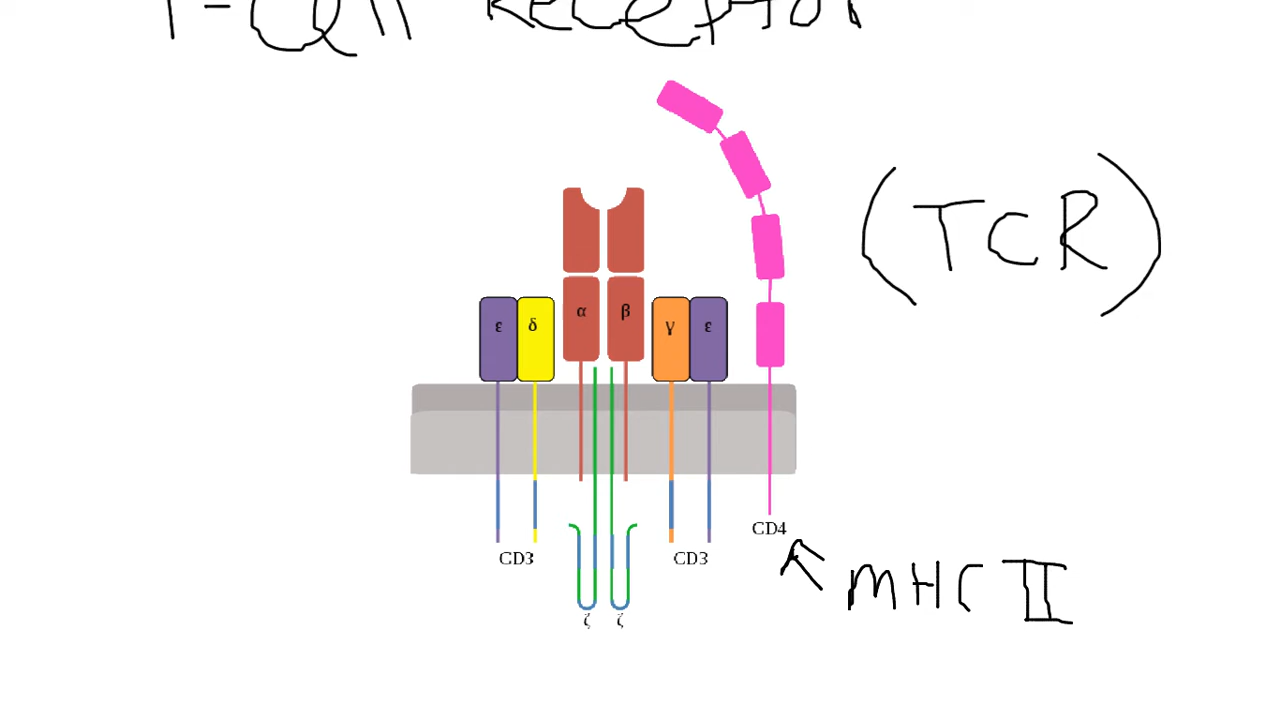 T-Cell Receptor
(TCR)
α β
ε δ γ ε
CD4
CD3 CD3
MHC II
ζ ζ